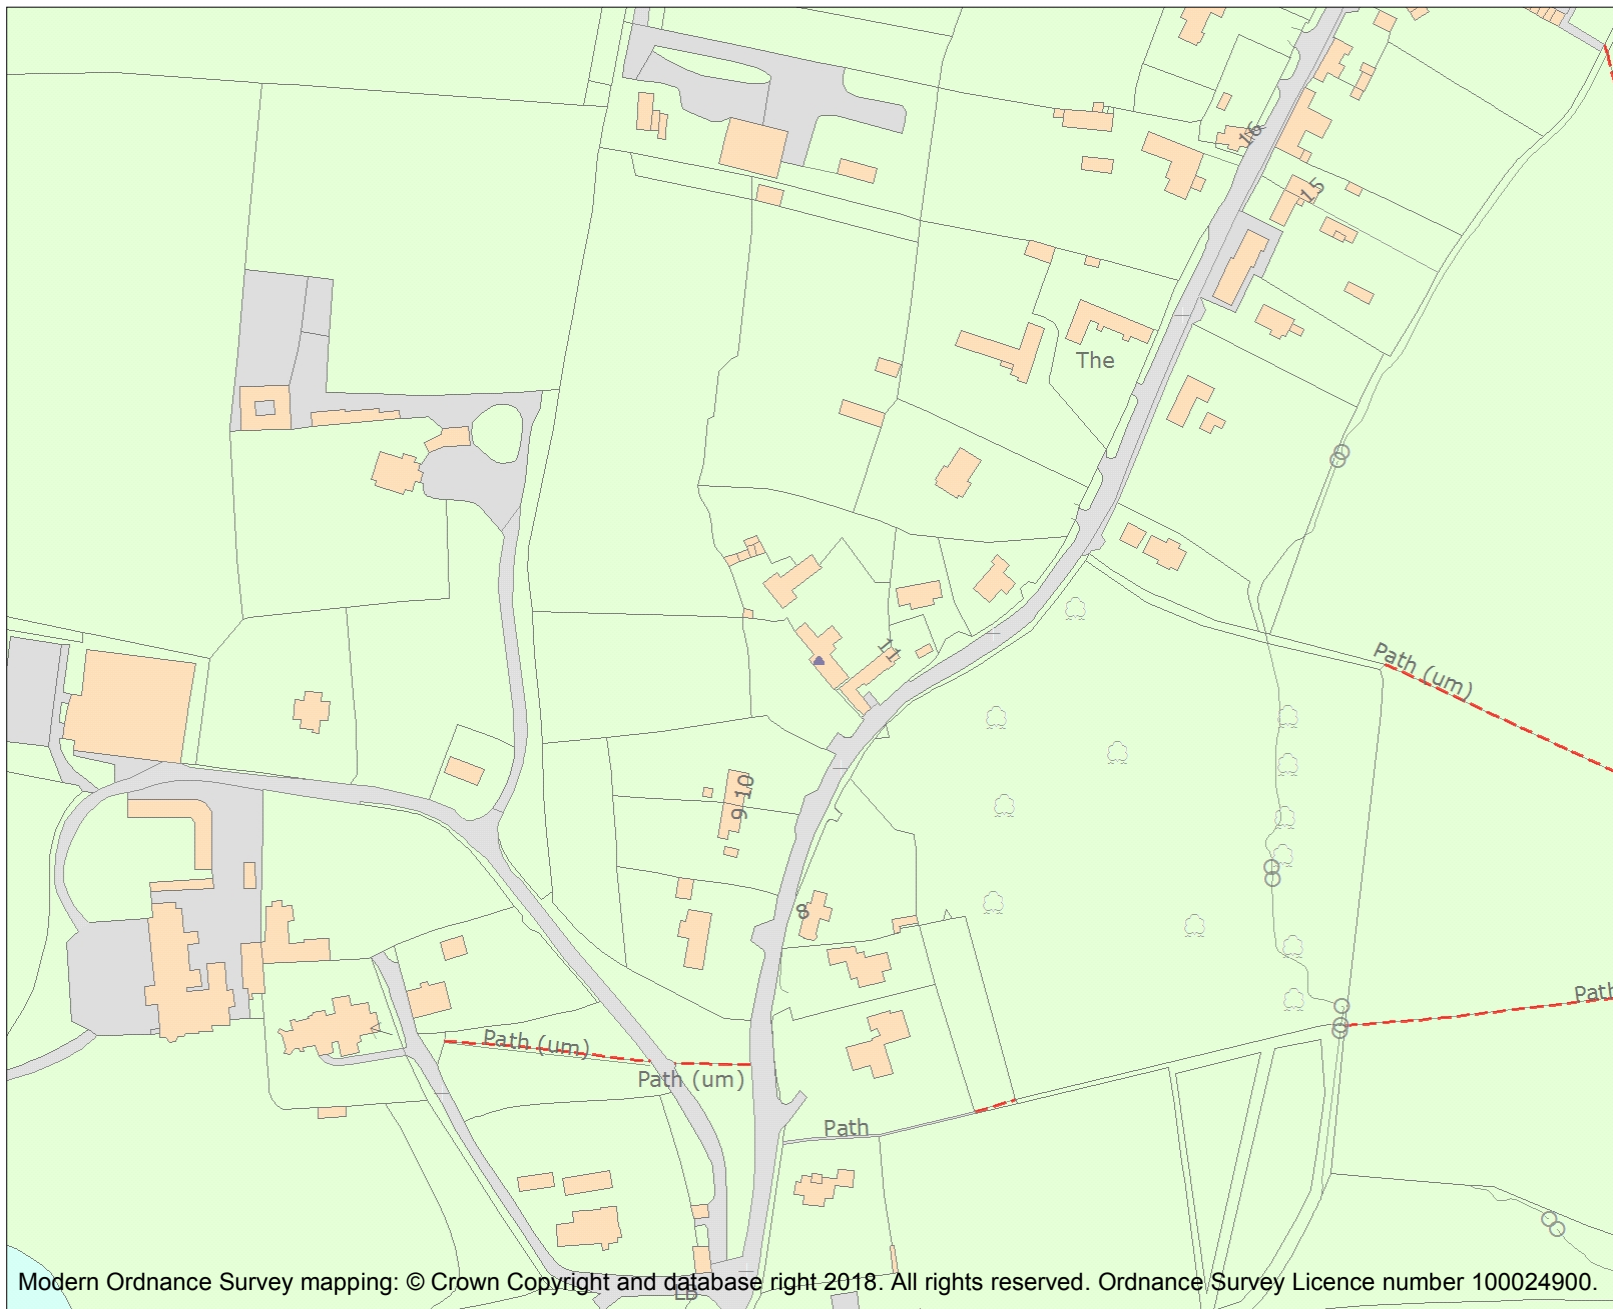 16
15
The
11
Path (um)
9 10
8
Path
Path (um)
Path (um)
Path
Modern Ordnance Survey mapping: © Crown Copyright and database right 2018. All rights reserved. Ordnance Survey Licence number 100024900.
LB